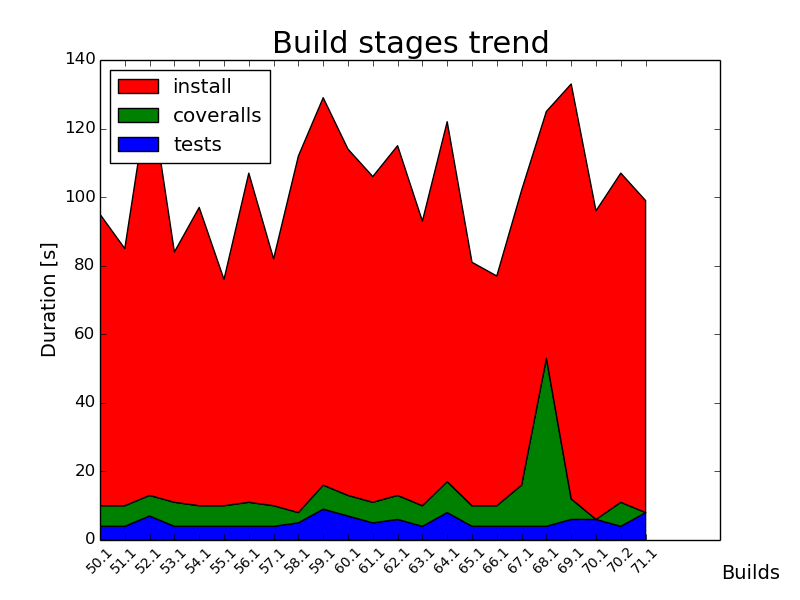 Build stages trend
140
120
100
80
60
40
20
0
Duration [s]
install
coveralls
tests
50.1 51.1 52.1 53.1 54.1 55.1 56.1 57.1 58.1 59.1 60.1 61.1 62.1 63.1 64.1 65.1 66.1 67.1 68.1 69.1 70.1 70.2 71.1
Builds